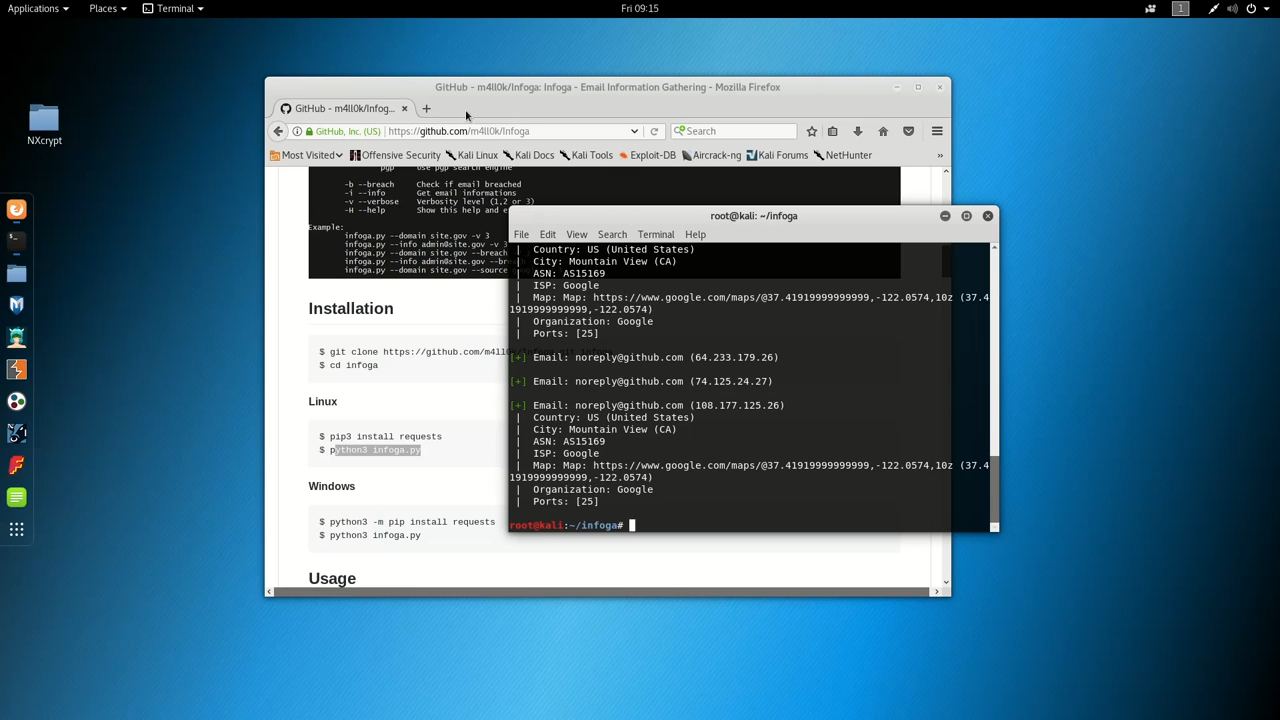 Applications
Places
Terminal
Fri 09:15
1
NXcrypt
GitHub - m4ll0k/Infoga: Infoga - Email Information Gathering - Mozilla Firefox
GitHub - m4ll0k/Infog...
GitHub, Inc. (US)
https://github.com/m4ll0k/Infoga
Search
Most Visited
Offensive Security
Kali Linux
Kali Docs
Kali Tools
Exploit-DB
Aircrack-ng
Kali Forums
NetHunter
»
-b --breach Check if email breached
-i --info Get email informations
-v --verbose Verbosity level (1,2 or 3)
-H --help Show this help and e
Example:
infoga.py --domain site.gov -v 3
infoga.py --info admin@site.gov -v 3
infoga.py --domain site.gov --breach
infoga.py --info admin@site.gov --bre
infoga.py --domain site.gov --source
Installation
$ git clone https://github.com/m4ll0
$ cd infoga
Linux
$ pip3 install requests
$ python3 infoga.py
Windows
$ python3 -m pip install requests
$ python3 infoga.py
Usage
root@kali: ~/infoga
File Edit View Search Terminal Help
| Country: US (United States)
| City: Mountain View (CA)
| ASN: AS15169
| ISP: Google
| Map: Map: https://www.google.com/maps/@37.41919999999999,-122.0574,10z (37.4
1919999999999,-122.0574)
| Organization: Google
| Ports: [25]
[+] Email: noreply@github.com (64.233.179.26)
[+] Email: noreply@github.com (74.125.24.27)
[+] Email: noreply@github.com (108.177.125.26)
| Country: US (United States)
| City: Mountain View (CA)
| ASN: AS15169
| ISP: Google
| Map: Map: https://www.google.com/maps/@37.41919999999999,-122.0574,10z (37.4
1919999999999,-122.0574)
| Organization: Google
| Ports: [25]
root@kali:~/infoga#